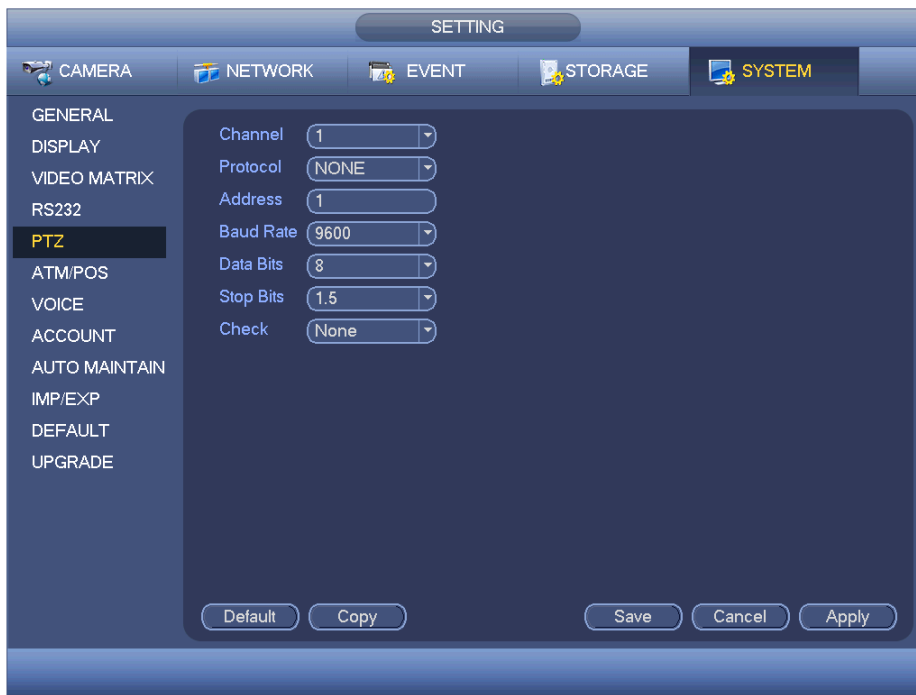 SETTING
CAMERA NETWORK EVENT STORAGE SYSTEM
GENERAL
DISPLAY
VIDEO MATRIX
RS232
PTZ
ATM/POS
VOICE
ACCOUNT
AUTO MAINTAIN
IMP/EXP
DEFAULT
UPGRADE
Channel 1
Protocol NONE
Address 1
Baud Rate 9600
Data Bits 8
Stop Bits 1.5
Check None
Default Copy Save Cancel Apply